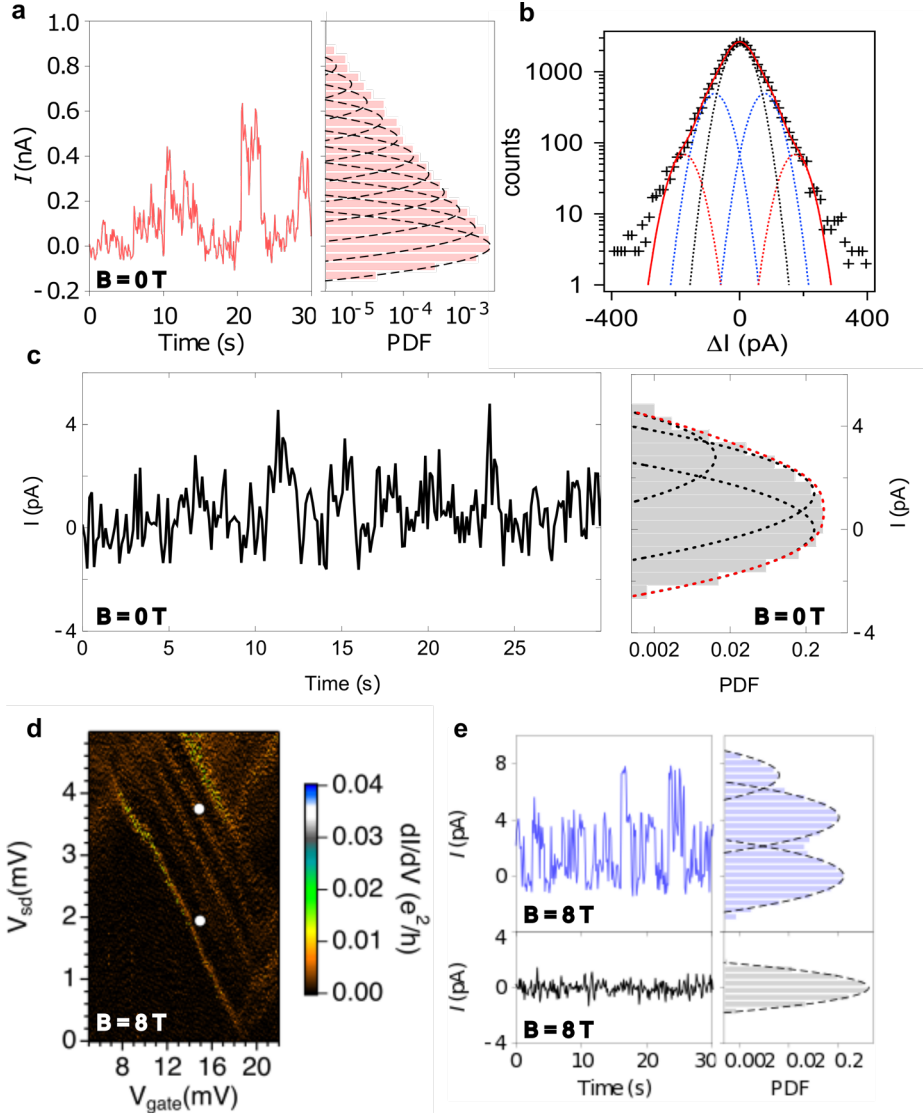 a
I (nA)
1.0
0.8
0.6
0.4
0.2
0.0
-0.2
B = 0 T
0 10 20 30
Time (s)
10⁻⁵ 10⁻⁴ 10⁻³
PDF
b
counts
1000
100
10
1
-400 0 400
ΔI (pA)
c
I (pA)
4
0
-4
B = 0 T
0 5 10 15 20 25
Time (s)
4
0
-4
I (pA)
B = 0 T
0.002 0.02 0.2
PDF
d
V_sd(mV)
4
3
2
1
0
B = 8 T
8 12 16 20
V_gate(mV)
0.04
0.03
0.02
0.01
0.00
dI/dV (e²/h)
e
I (pA)
8
4
0
B = 8 T
I (pA)
4
0
-4
B = 8 T
0 10 20 30
Time (s)
0.002 0.02 0.2
PDF